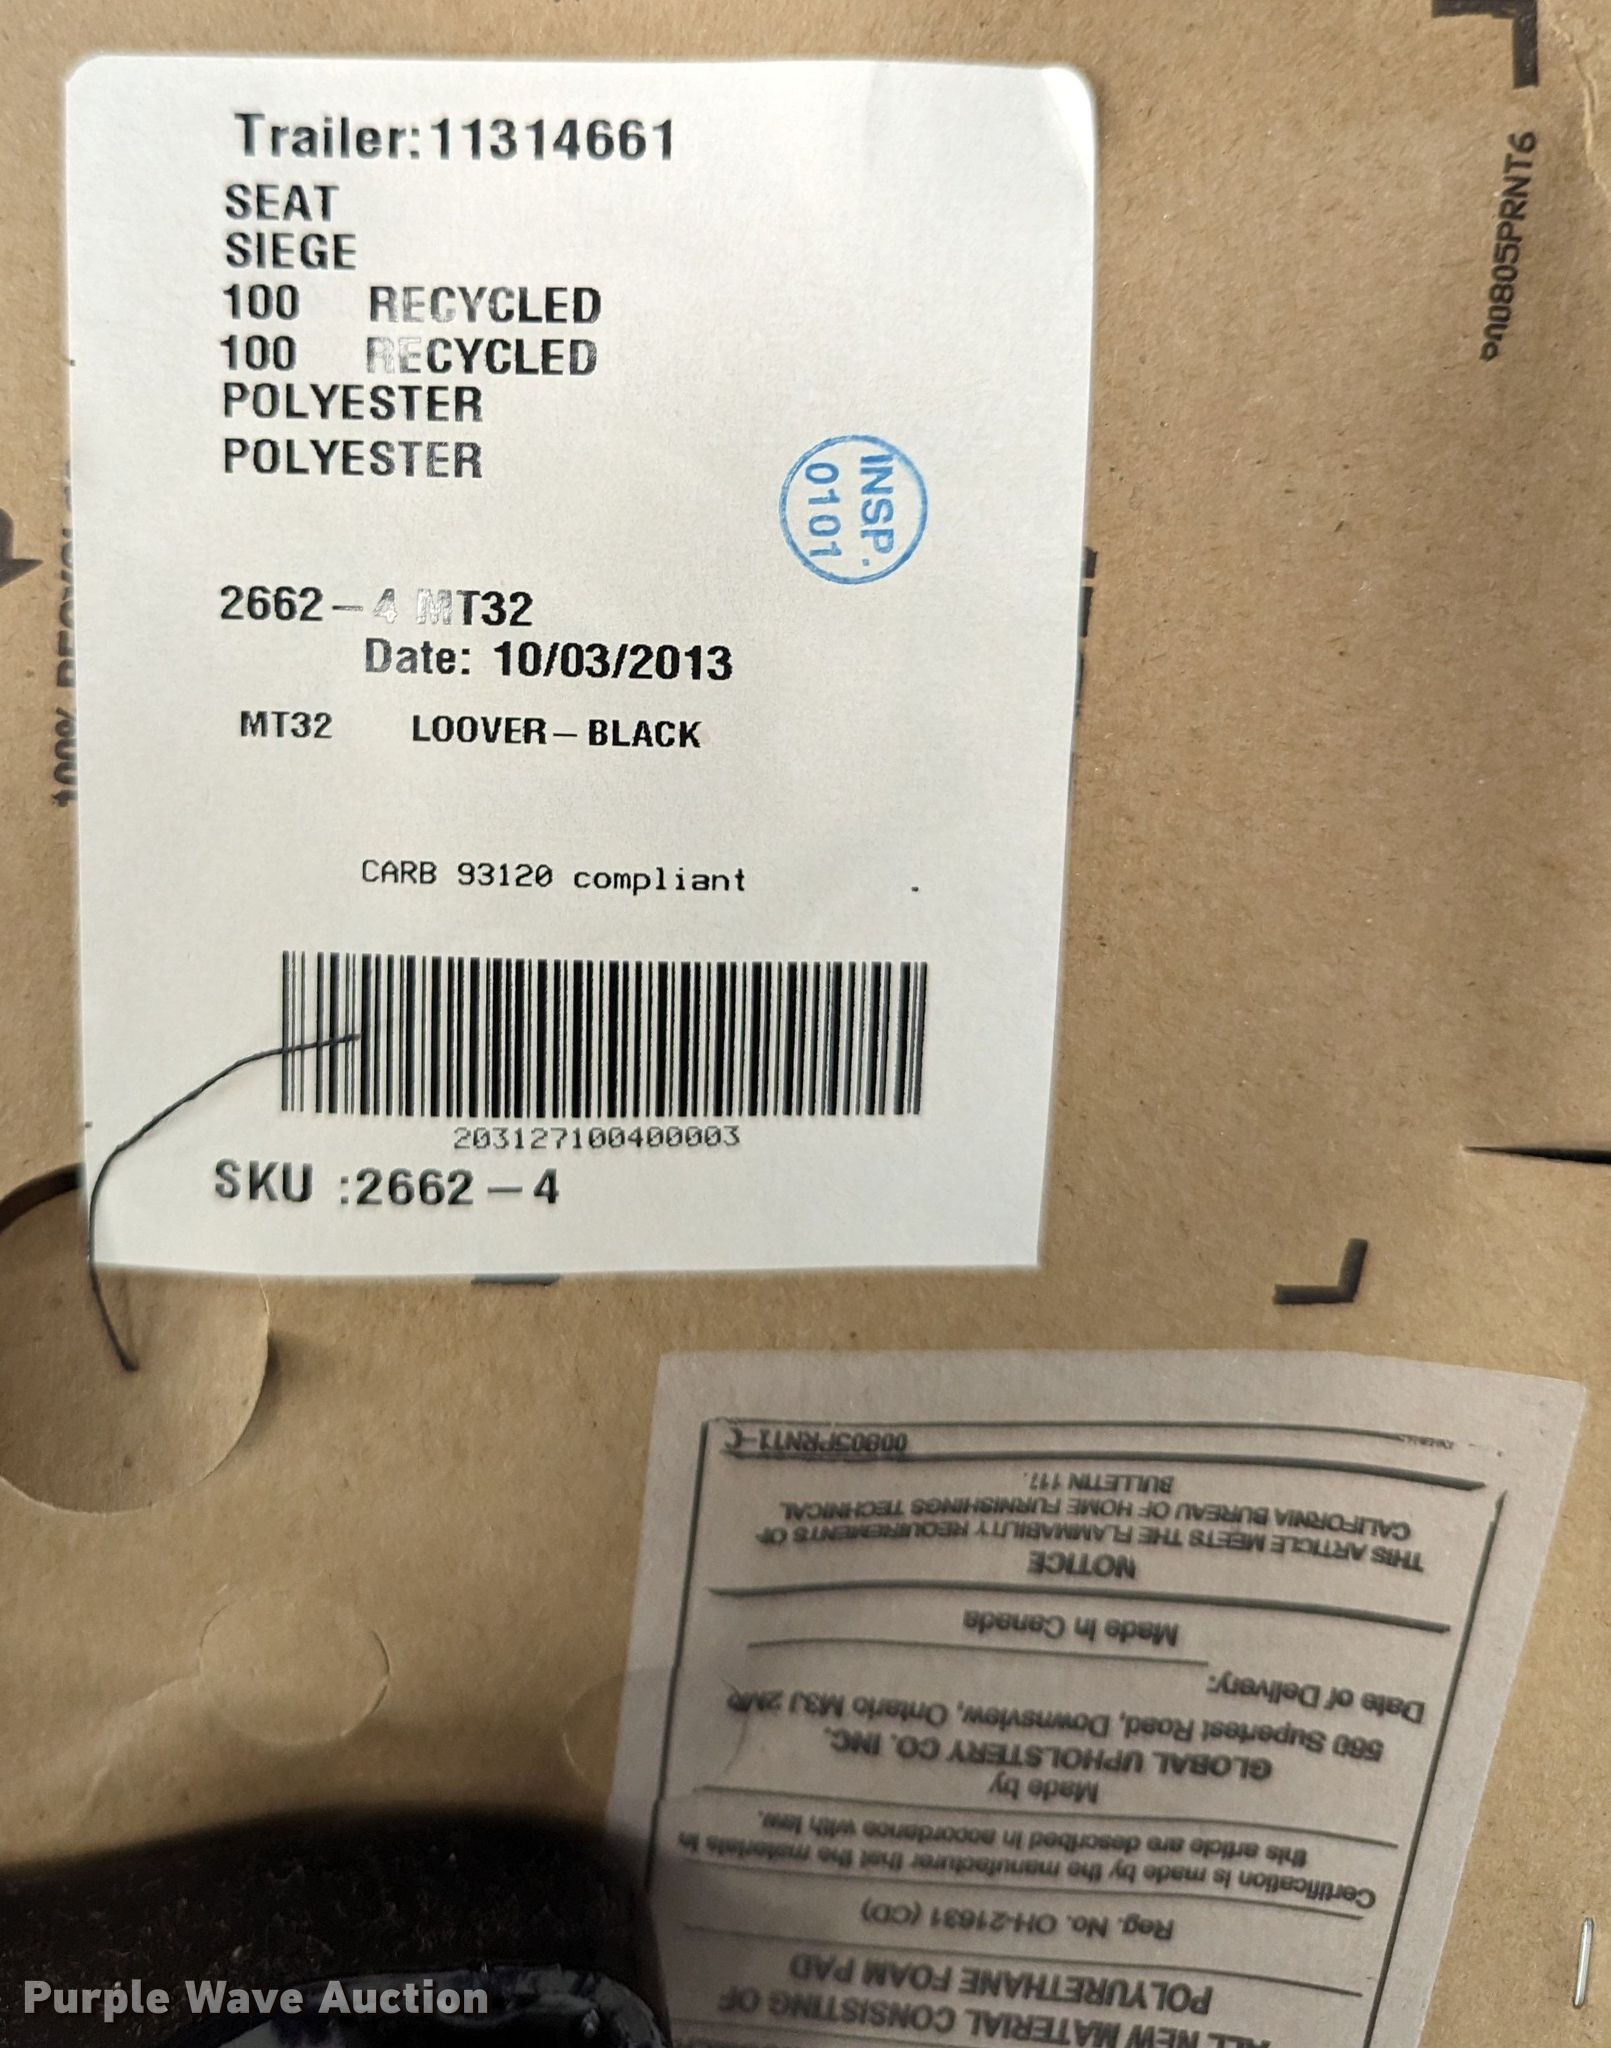 Trailer:11314661
SEAT
SIEGE
100 RECYCLED
100 RECYCLED
POLYESTER
POLYESTER
INSP.
0101
2662-4 MT32
Date: 10/03/2013
MT32 LOOVER-BLACK
CARB 93120 compliant
203127100400003
SKU :2662-4
00805PRNT6
100%
ALL NEW MATERIAL CONSISTING OF
POLYURETHANE FOAM PAD
Reg. No. OH-21631 (CD)
Certification is made by the manufacturer that the materials in
this article are described in accordance with law.
Made by
GLOBAL UPHOLSTERY CO. INC.
560 Supertest Road, Downsview, Ontario M3J 2M6
Date of Delivery:
Made in Canada
NOTICE
THIS ARTICLE MEETS THE FLAMMABILITY REQUIREMENTS OF
CALIFORNIA BUREAU OF HOME FURNISHINGS TECHNICAL
BULLETIN 117.
00805PRNT1-C
Purple Wave Auction